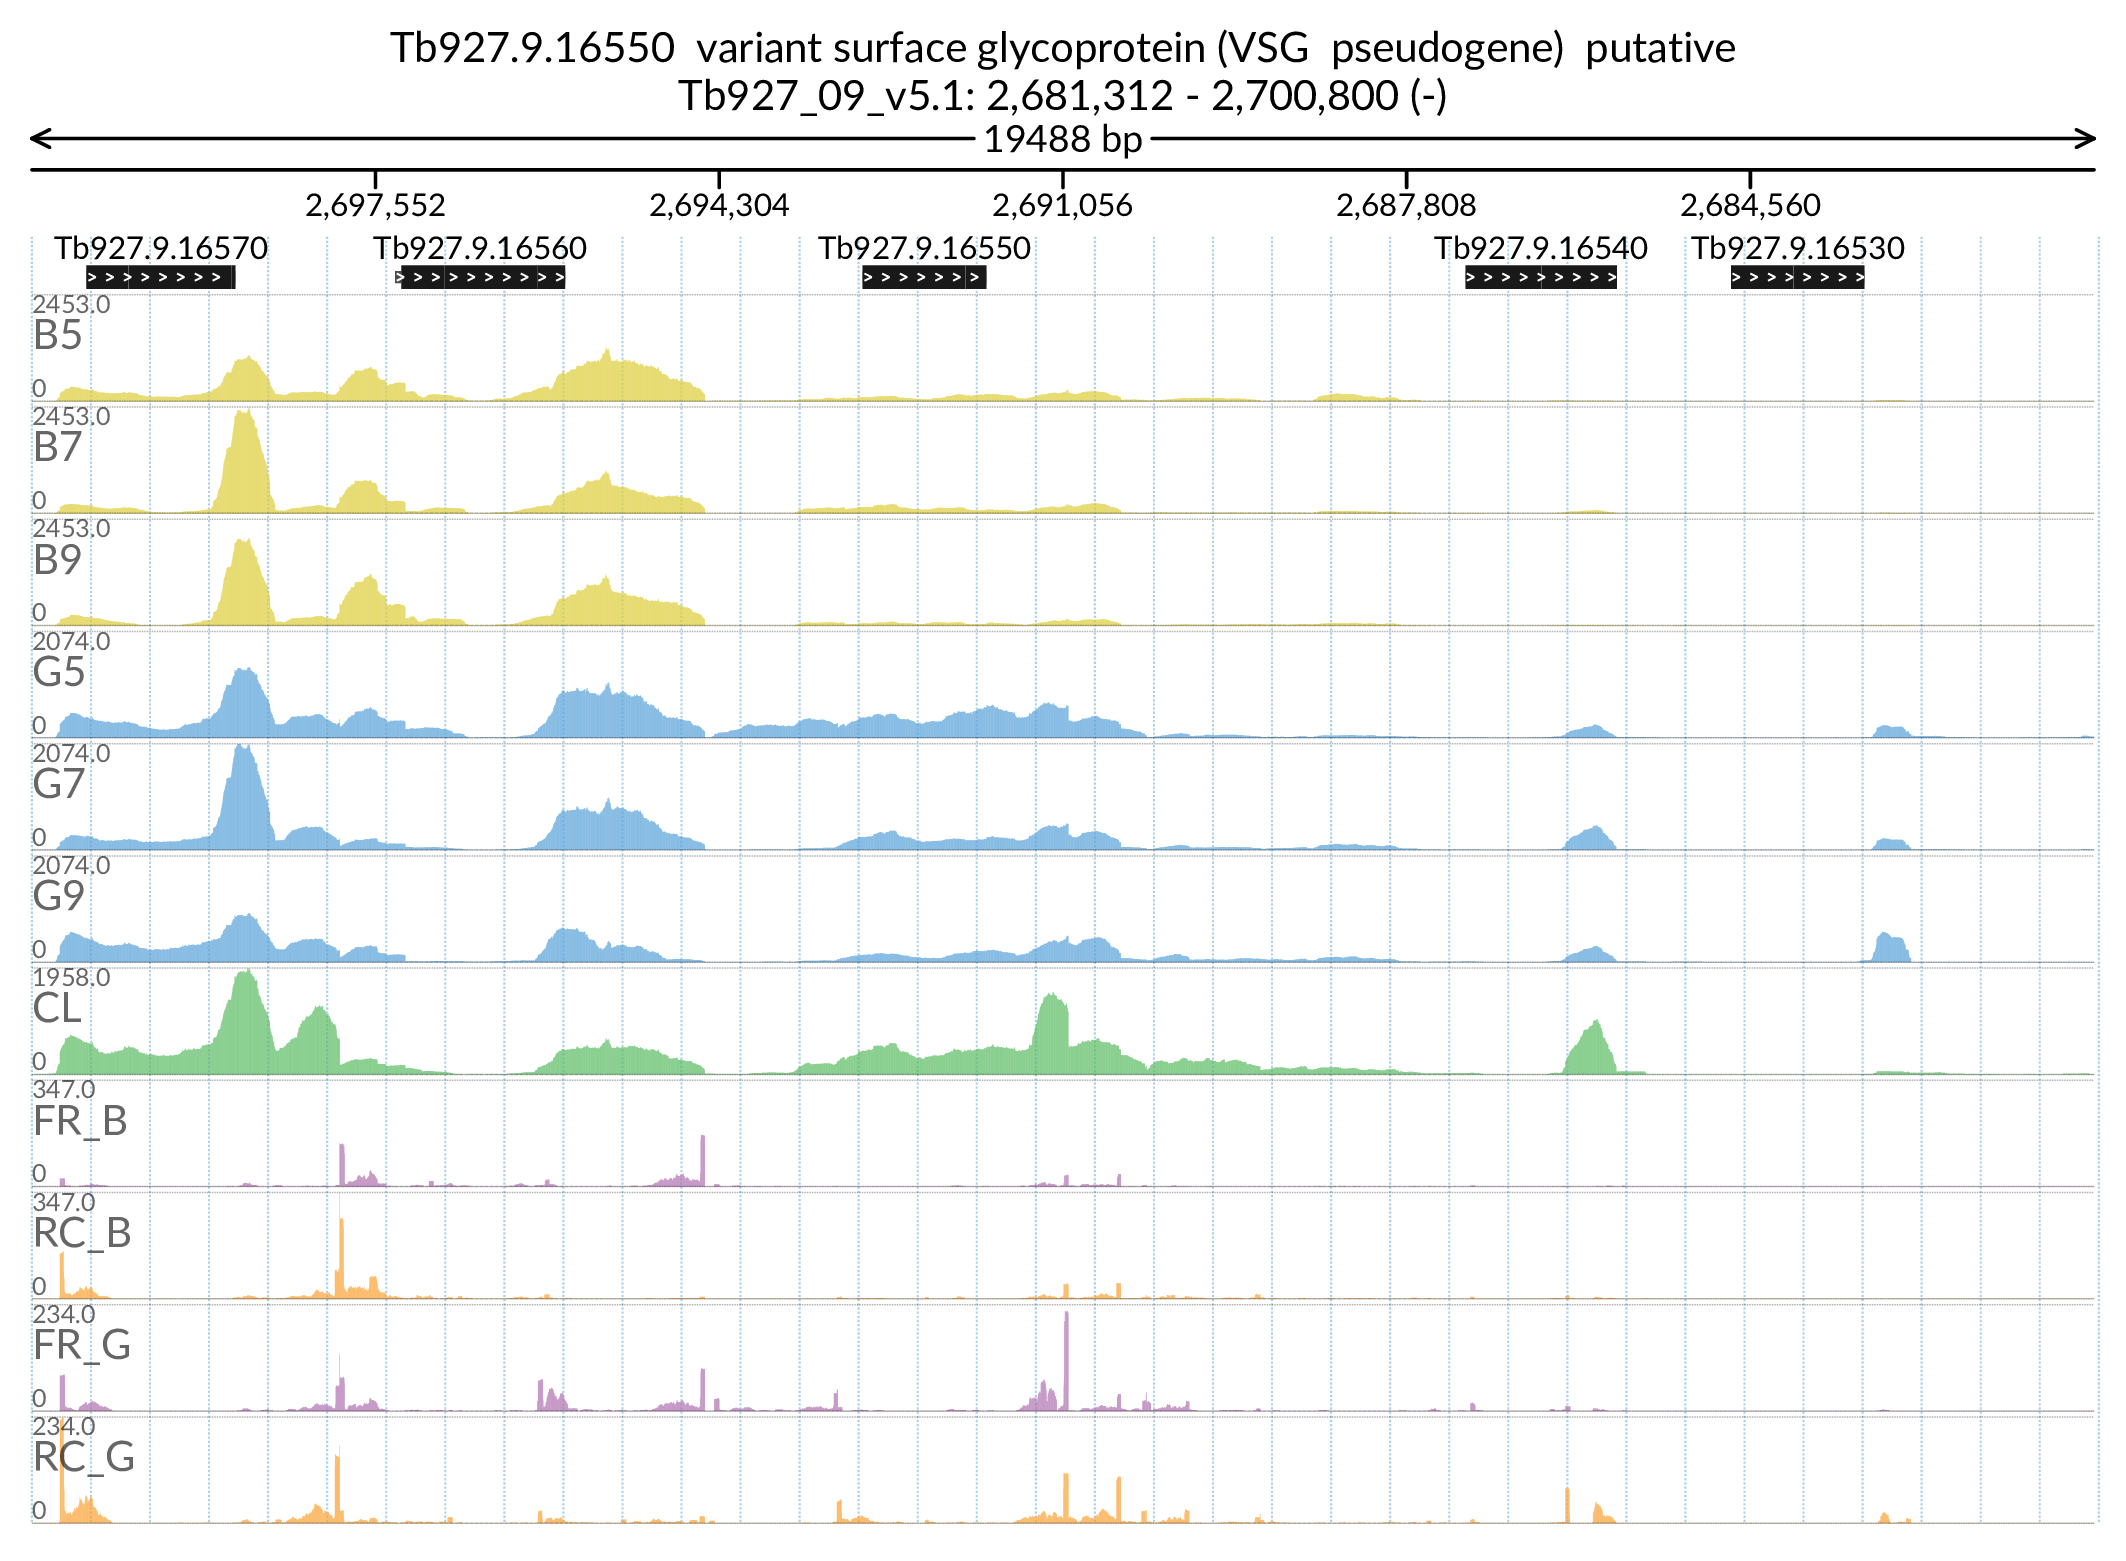 Tb927.9.16550 variant surface glycoprotein (VSG pseudogene) putative
Tb927_09_v5.1: 2,681,312 - 2,700,800 (-)
19488 bp
2,697,552 2,694,304 2,691,056 2,687,808 2,684,560
Tb927.9.16570 Tb927.9.16560 Tb927.9.16550 Tb927.9.16540 Tb927.9.16530
2453.0
B5
0
2453.0
B7
0
2453.0
B9
0
2074.0
G5
0
2074.0
G7
0
2074.0
G9
0
1958.0
CL
0
347.0
FR_B
0
347.0
RC_B
0
234.0
FR_G
0
234.0
RC_G
0